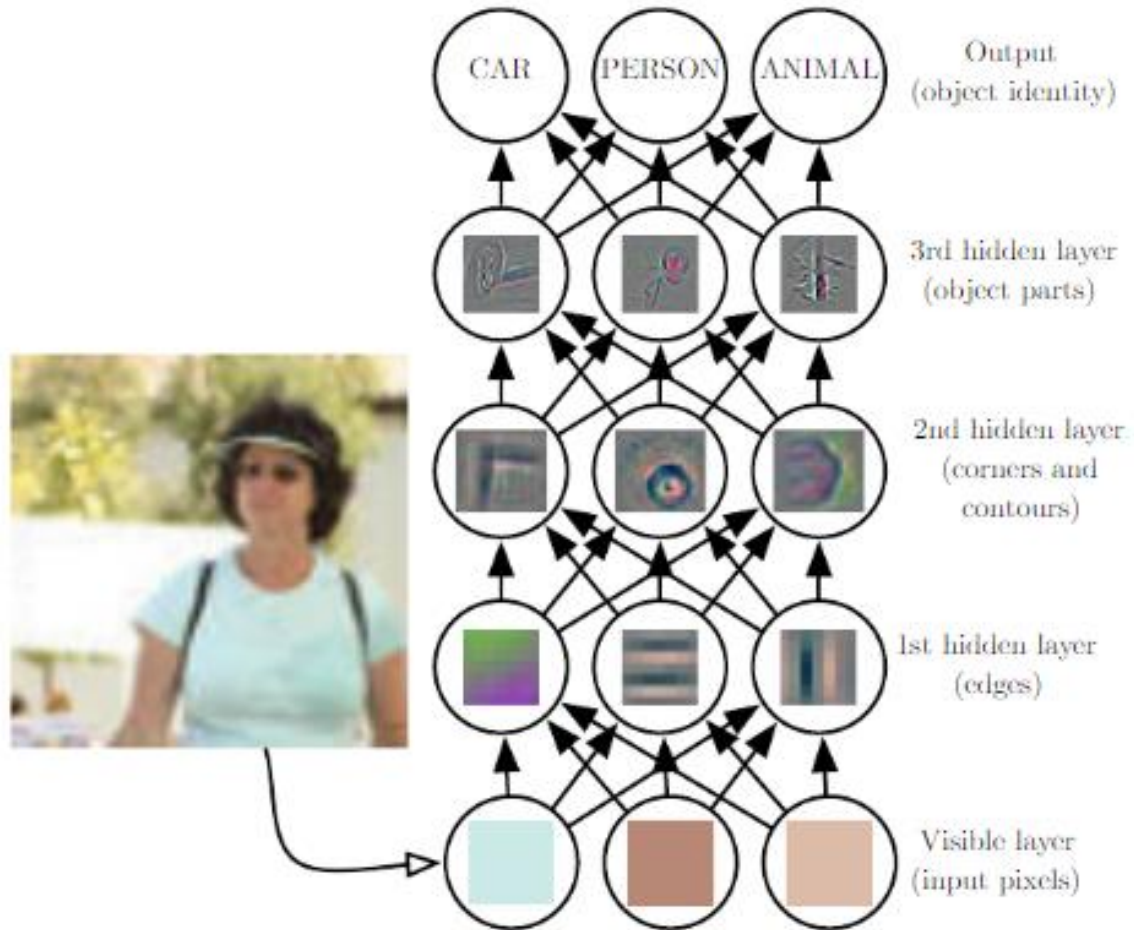 CAR PERSON ANIMAL
Output
(object identity)
3rd hidden layer
(object parts)
2nd hidden layer
(corners and
contours)
1st hidden layer
(edges)
Visible layer
(input pixels)